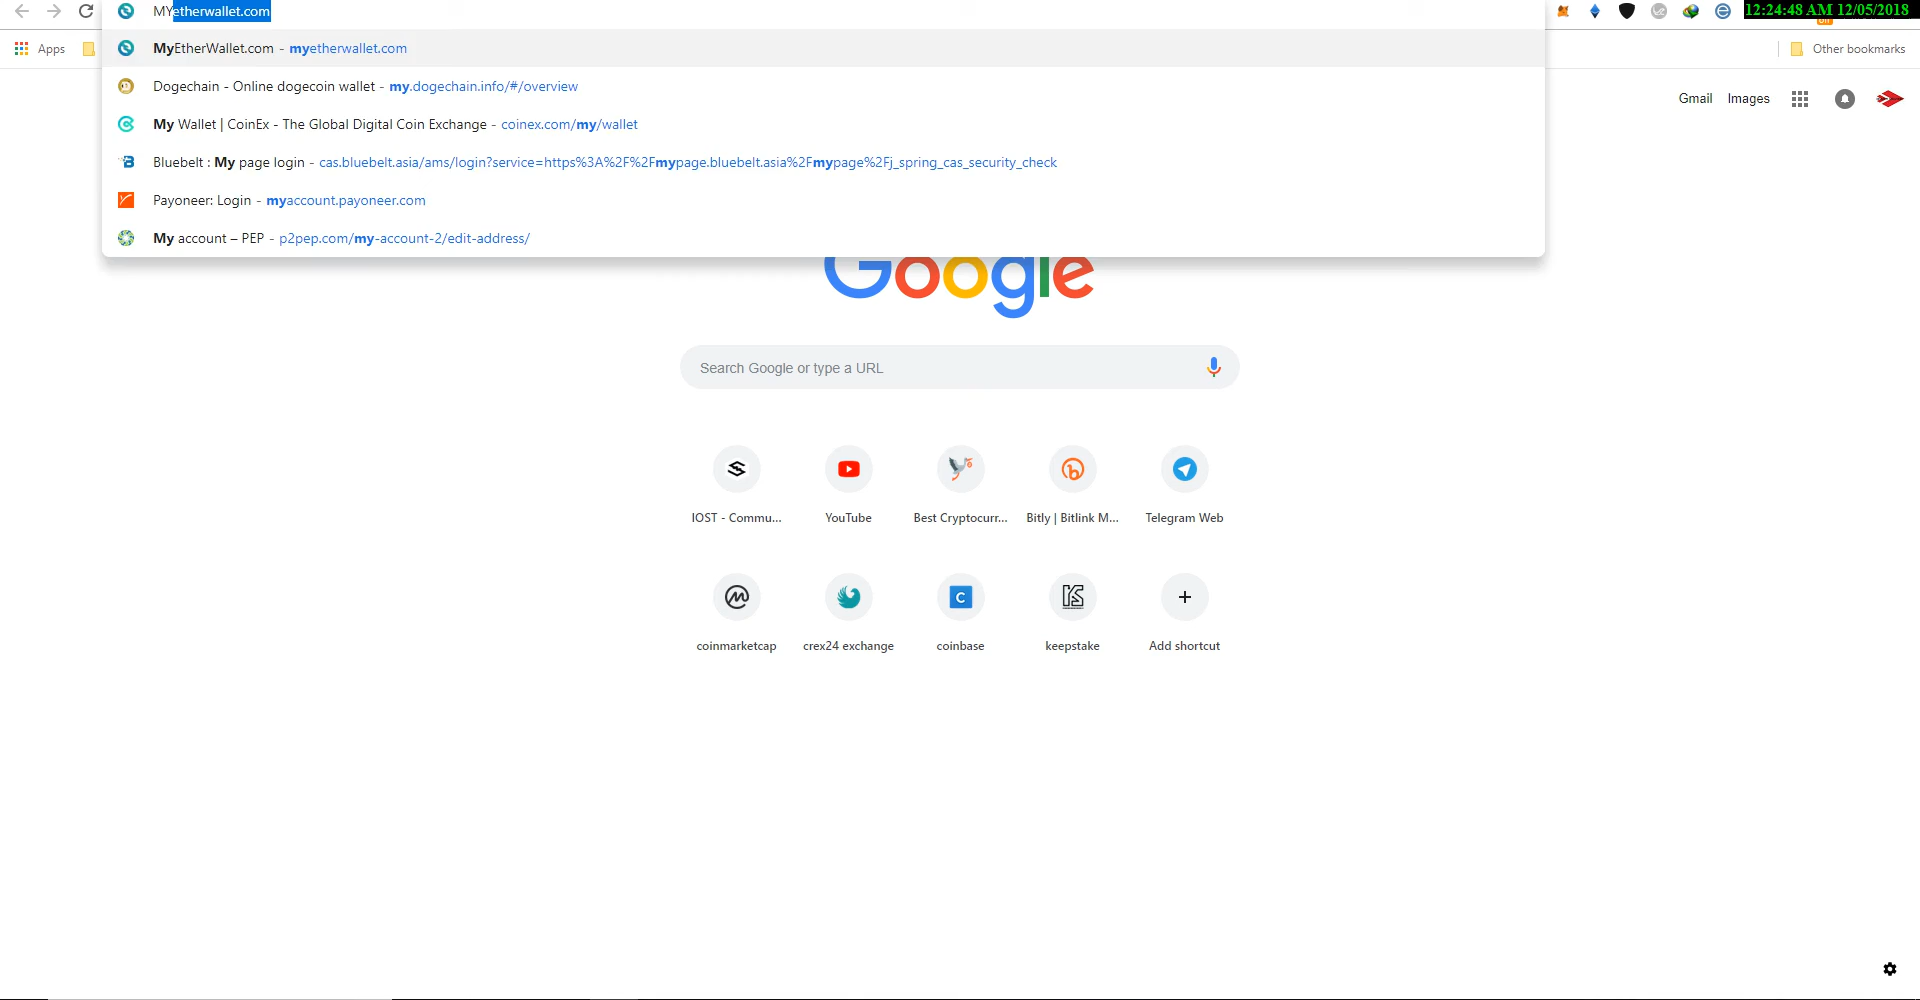 MYetherwallet.com
12:24:48 AM 12/05/2018
Apps
Other bookmarks
MyEtherWallet.com - myetherwallet.com
Dogechain - Online dogecoin wallet - my.dogechain.info/#/overview
My Wallet | CoinEx - The Global Digital Coin Exchange - coinex.com/my/wallet
Bluebelt : My page login - cas.bluebelt.asia/ams/login?service=https%3A%2F%2Fmypage.bluebelt.asia%2Fmypage%2Fj_spring_cas_security_check
Payoneer: Login - myaccount.payoneer.com
My account – PEP - p2pep.com/my-account-2/edit-address/
Gmail Images
Google
Search Google or type a URL
IOST - Commu... YouTube Best Cryptocurr... Bitly | Bitlink M... Telegram Web
coinmarketcap crex24 exchange coinbase keepstake Add shortcut